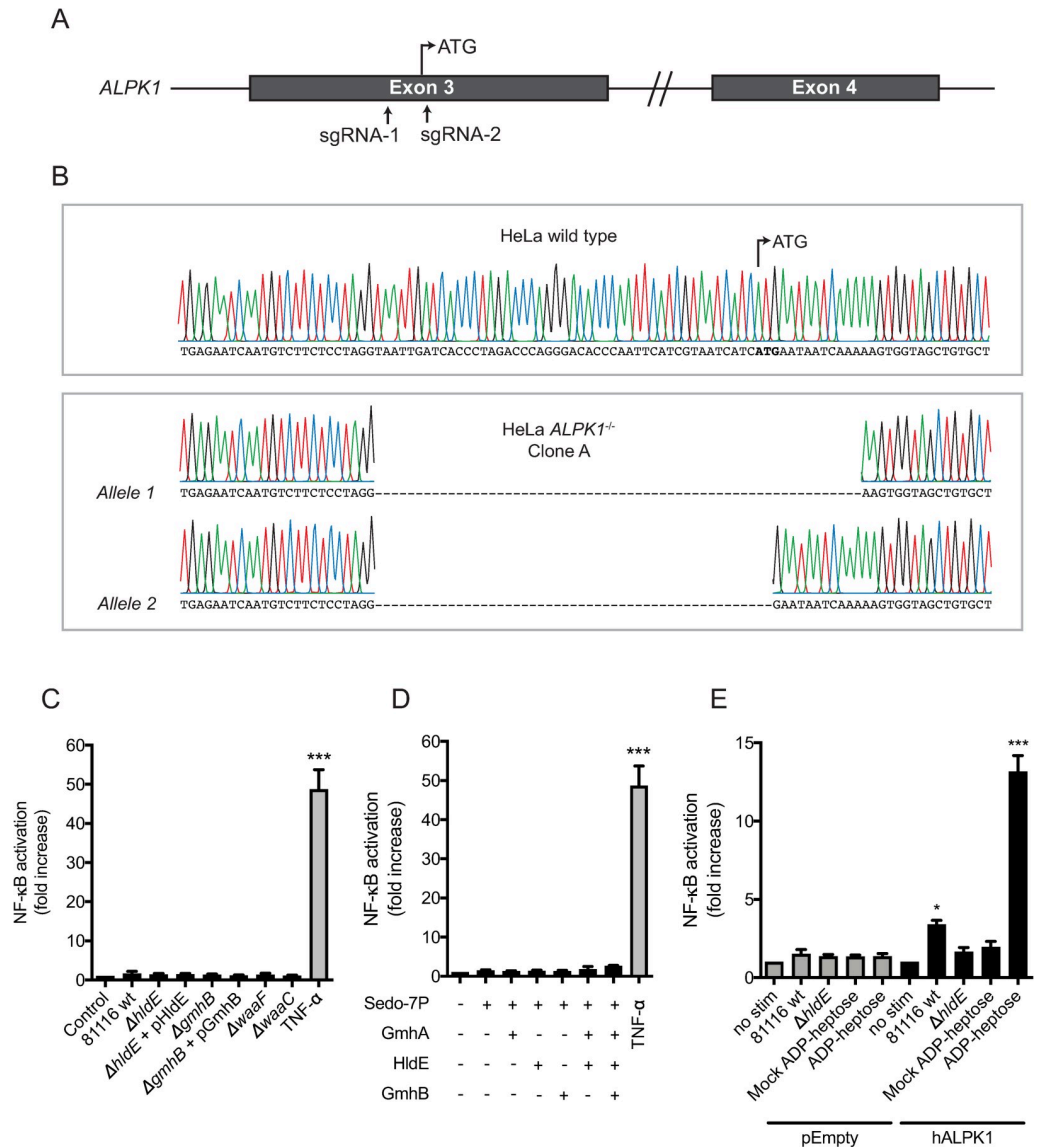 A
ALPK1
ATG
Exon 3
Exon 4
sgRNA-1
sgRNA-2
B
HeLa wild type
ATG
TGAGAATCAATGTCTTCTCCTAGGTAATTGATCACCCTAGACCCAGGGACACCCAATTCATCGTAATCATCATGAATAATCAAAAAGTGGTAGCTGTGCT
HeLa ALPK1-/-
Clone A
Allele 1
TGAGAATCAATGTCTTCTCCTAGG------------------------------------------------------------AAGTGGTAGCTGTGCT
Allele 2
TGAGAATCAATGTCTTCTCCTAGG-------------------------------------------------GAATAATCAAAAAGTGGTAGCTGTGCT
C
NF-κB activation
(fold increase)
60
50
40
30
20
10
0
***
Control
81116 wt
ΔhldE
ΔhldE + pHldE
ΔgmhB
ΔgmhB + pGmhB
ΔwaaF
ΔwaaC
TNF-α
D
NF-κB activation
(fold increase)
60
50
40
30
20
10
0
***
Sedo-7P - + + + + + +
GmhA - - + - - + +
HldE - - - + - + +
GmhB - - - - + - +
TNF-α
E
NF-κB activation
(fold increase)
15
10
5
0
*
***
no stim
81116 wt
ΔhldE
Mock ADP-heptose
ADP-heptose
no stim
81116 wt
ΔhldE
Mock ADP-heptose
ADP-heptose
pEmpty
hALPK1